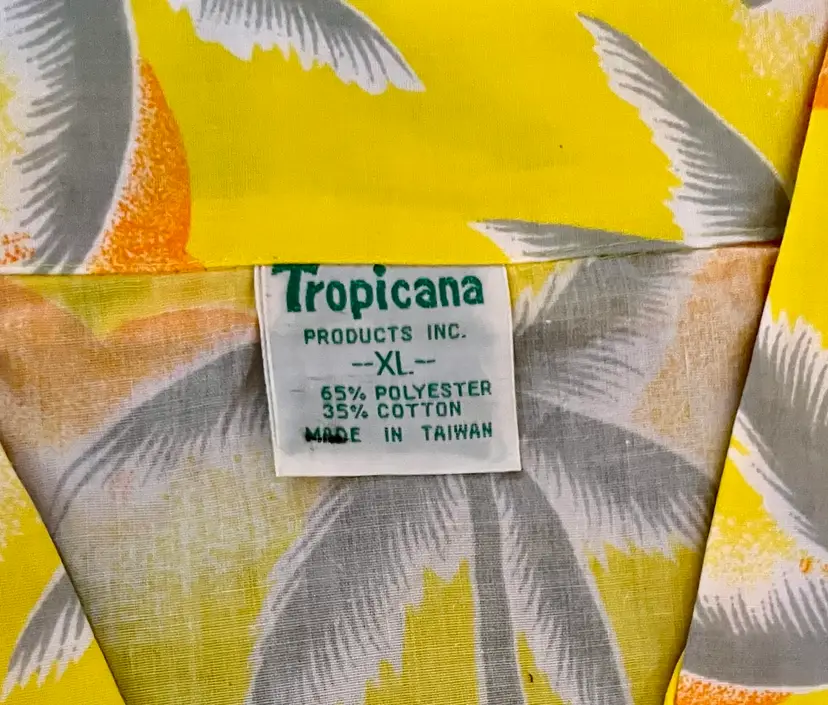 Tropicana
PRODUCTS INC.
--XL--
65% POLYESTER
35% COTTON
MADE IN TAIWAN